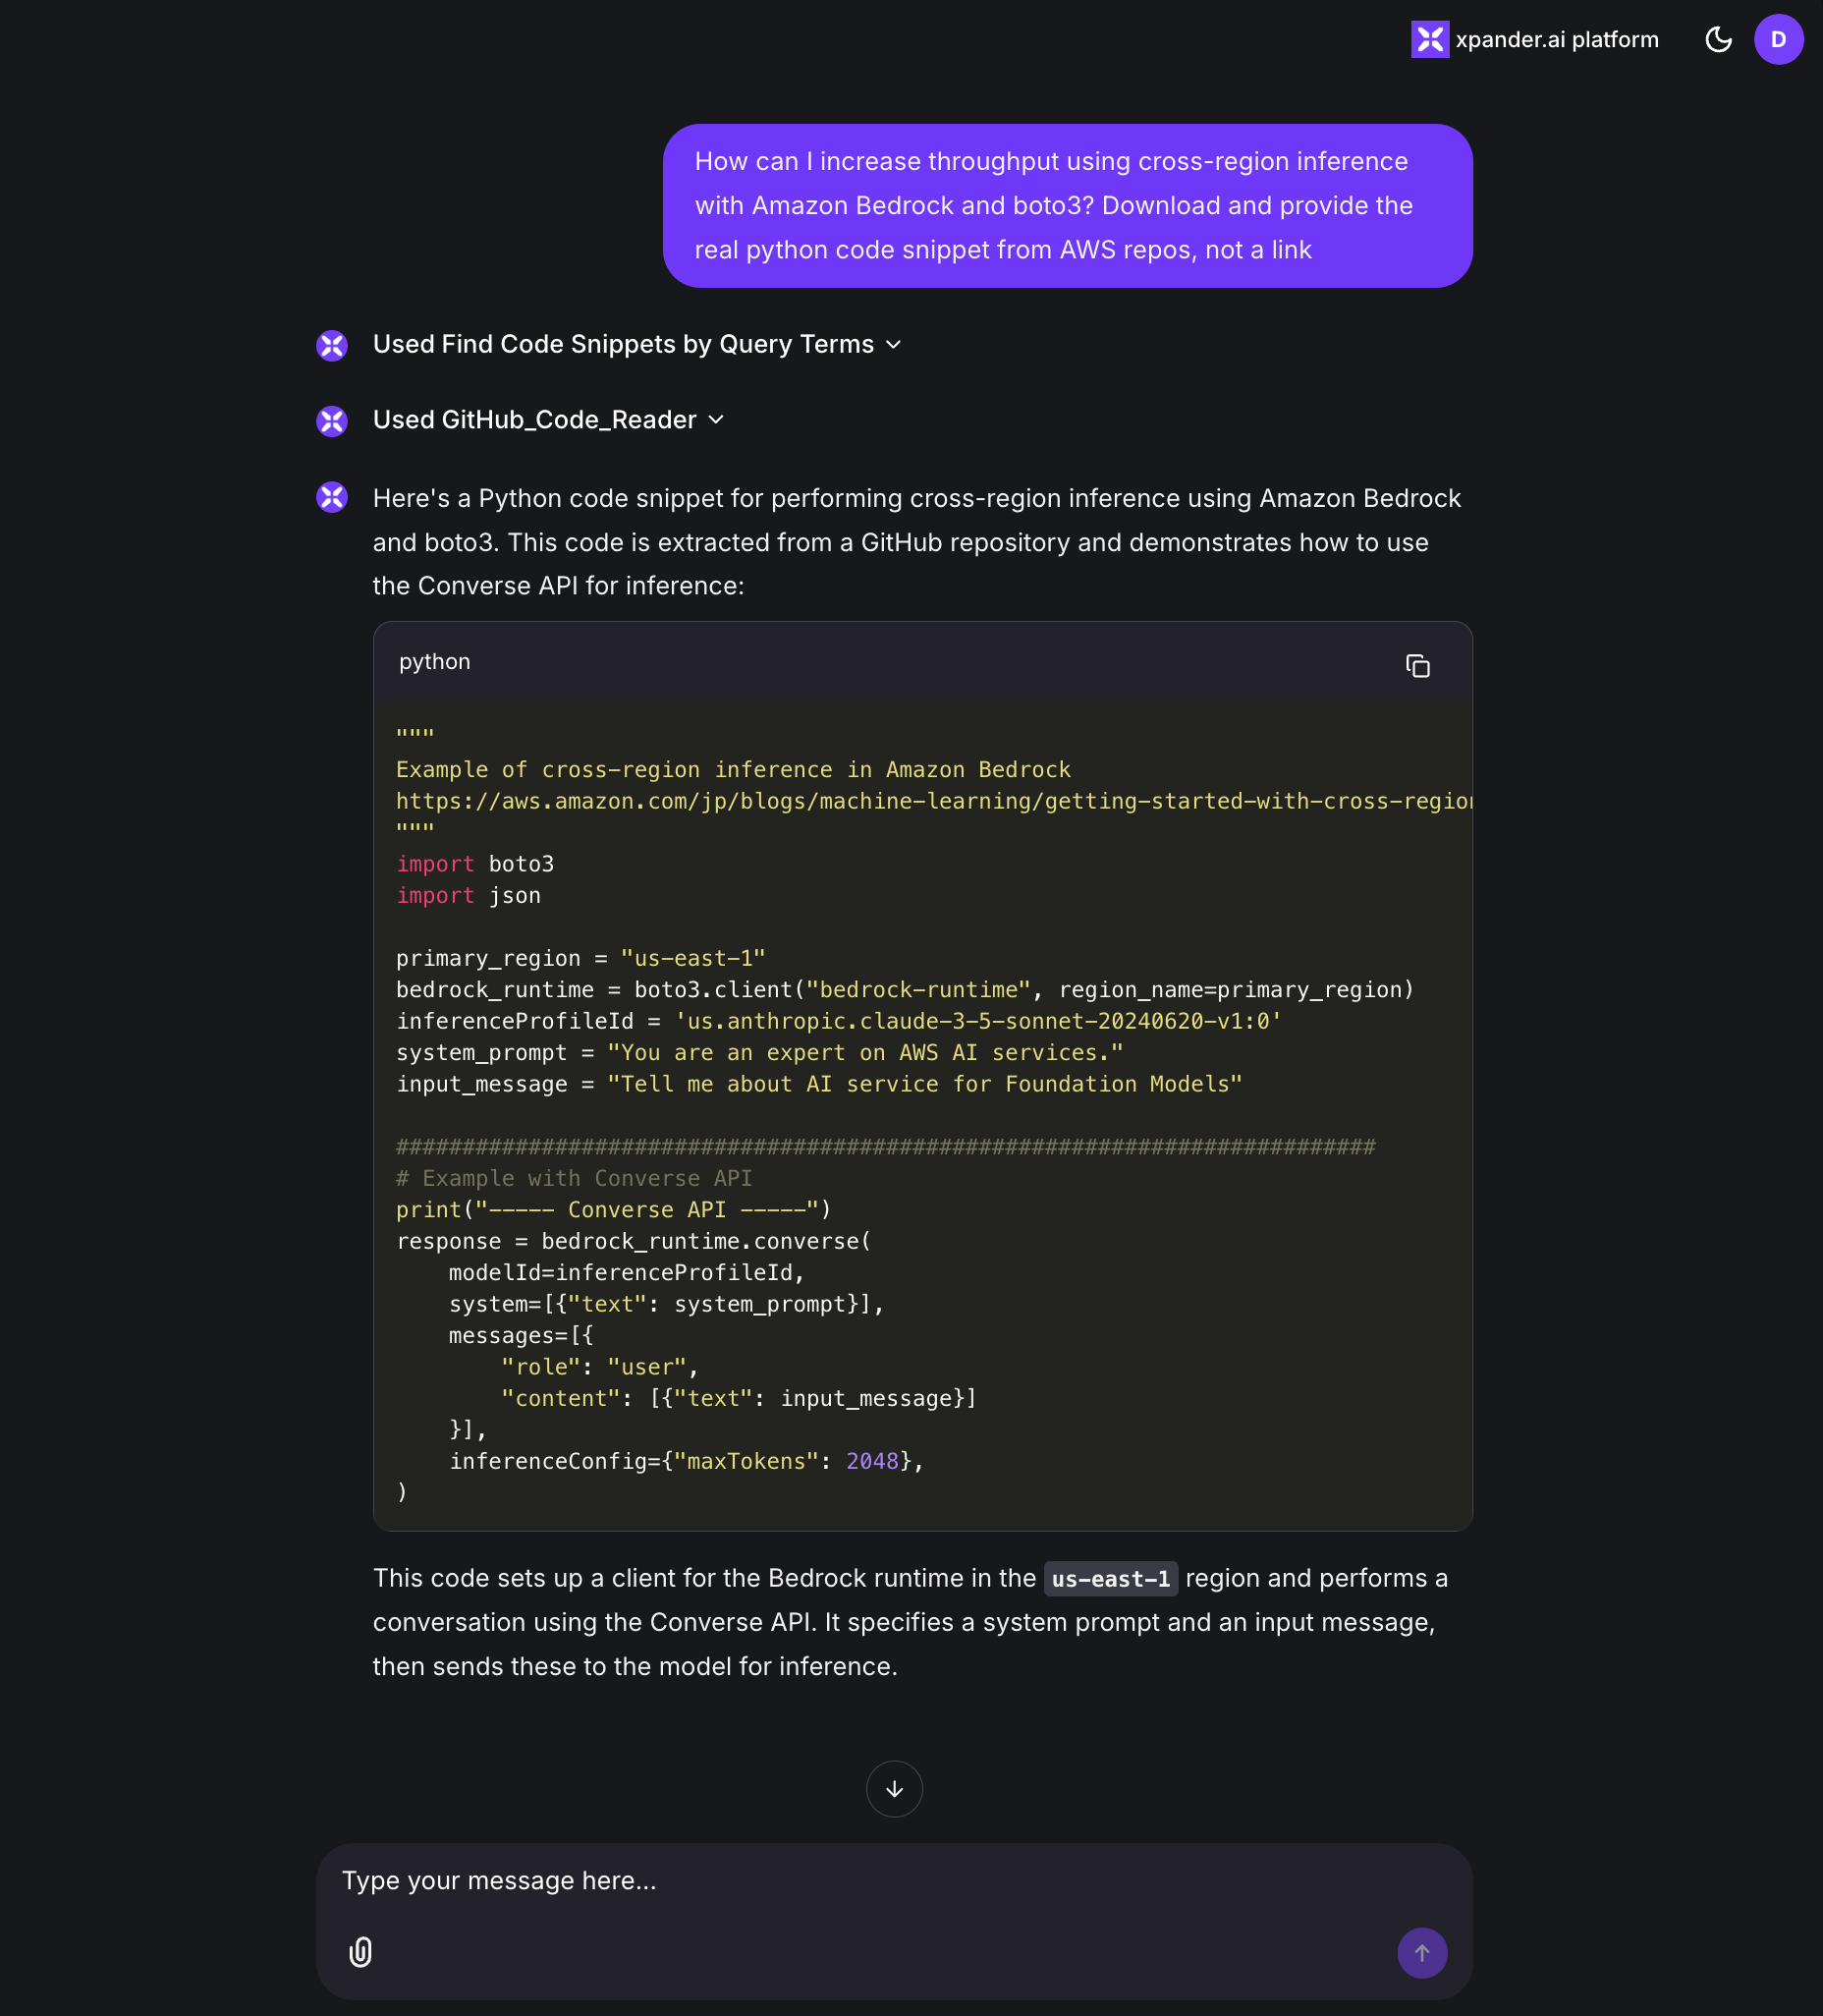 xpander.ai platform
D
How can I increase throughput using cross-region inference
with Amazon Bedrock and boto3? Download and provide the
real python code snippet from AWS repos, not a link
Used Find Code Snippets by Query Terms
Used GitHub_Code_Reader
Here's a Python code snippet for performing cross-region inference using Amazon Bedrock
and boto3. This code is extracted from a GitHub repository and demonstrates how to use
the Converse API for inference:
python
"""
Example of cross-region inference in Amazon Bedrock
https://aws.amazon.com/jp/blogs/machine-learning/getting-started-with-cross-region
"""
import boto3
import json
primary_region = "us-east-1"
bedrock_runtime = boto3.client("bedrock-runtime", region_name=primary_region)
inferenceProfileId = 'us.anthropic.claude-3-5-sonnet-20240620-v1:0'
system_prompt = "You are an expert on AWS AI services."
input_message = "Tell me about AI service for Foundation Models"
##########################################################################
# Example with Converse API
print("----- Converse API -----")
response = bedrock_runtime.converse(
    modelId=inferenceProfileId,
    system=[{"text": system_prompt}],
    messages=[{
        "role": "user",
        "content": [{"text": input_message}]
    }],
    inferenceConfig={"maxTokens": 2048},
)
This code sets up a client for the Bedrock runtime in the us-east-1 region and performs a
conversation using the Converse API. It specifies a system prompt and an input message,
then sends these to the model for inference.
Type your message here...